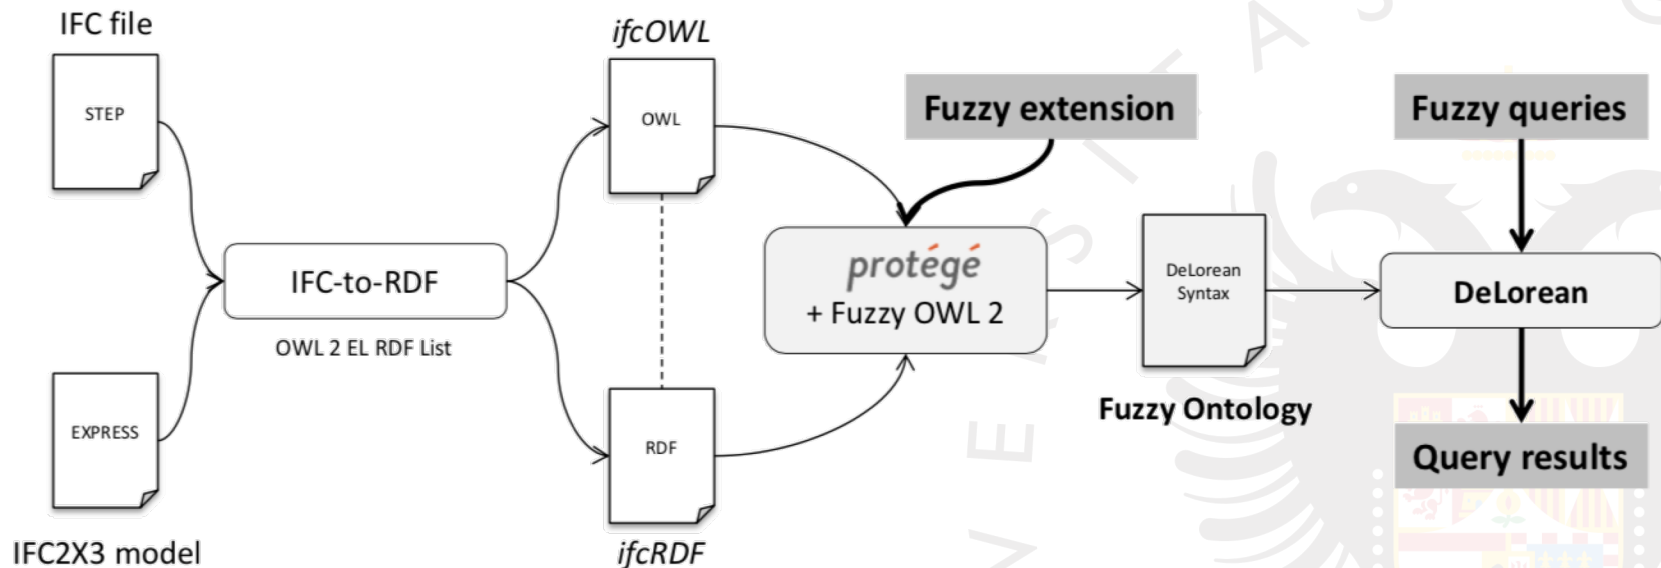 IFC file
STEP
EXPRESS
IFC2X3 model
IFC-to-RDF
OWL 2 EL RDF List
ifcOWL
OWL
RDF
ifcRDF
Fuzzy extension
protégé
+ Fuzzy OWL 2
DeLorean
Syntax
Fuzzy Ontology
Fuzzy queries
DeLorean
Query results
V E R S I T A S